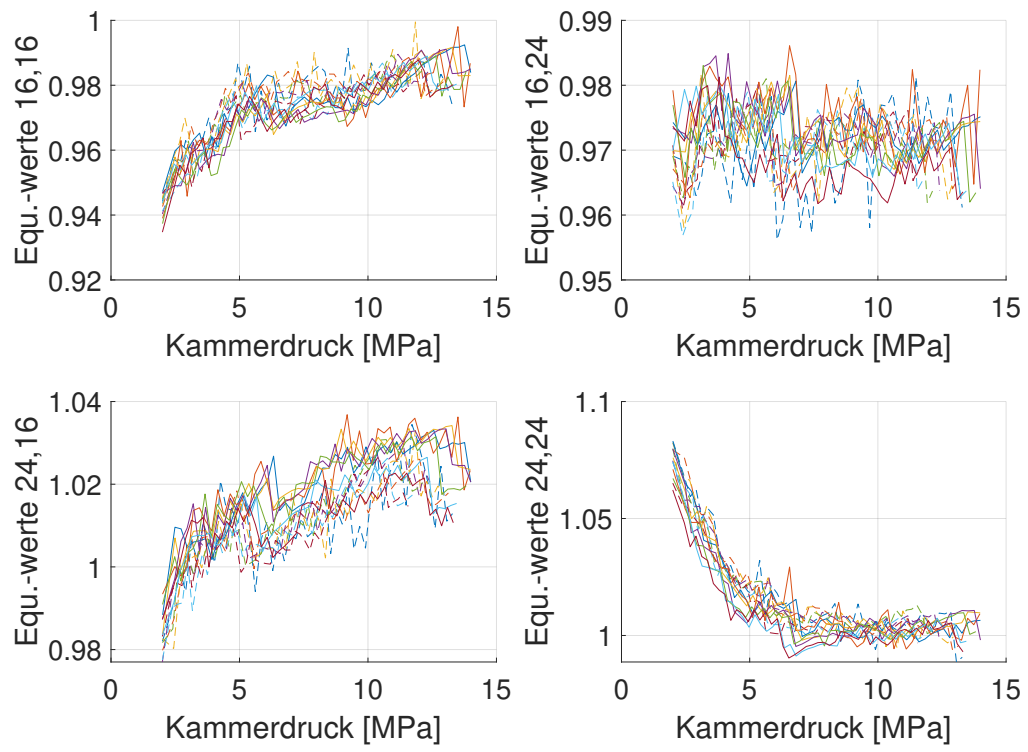 Equ.-werte 16,16
1
0.98
0.96
0.94
0.92
0 5 10 15
Kammerdruck [MPa]
Equ.-werte 16,24
0.99
0.98
0.97
0.96
0.95
0 5 10 15
Kammerdruck [MPa]
Equ.-werte 24,16
1.04
1.02
1
0.98
0 5 10 15
Kammerdruck [MPa]
Equ.-werte 24,24
1.1
1.05
1
0 5 10 15
Kammerdruck [MPa]